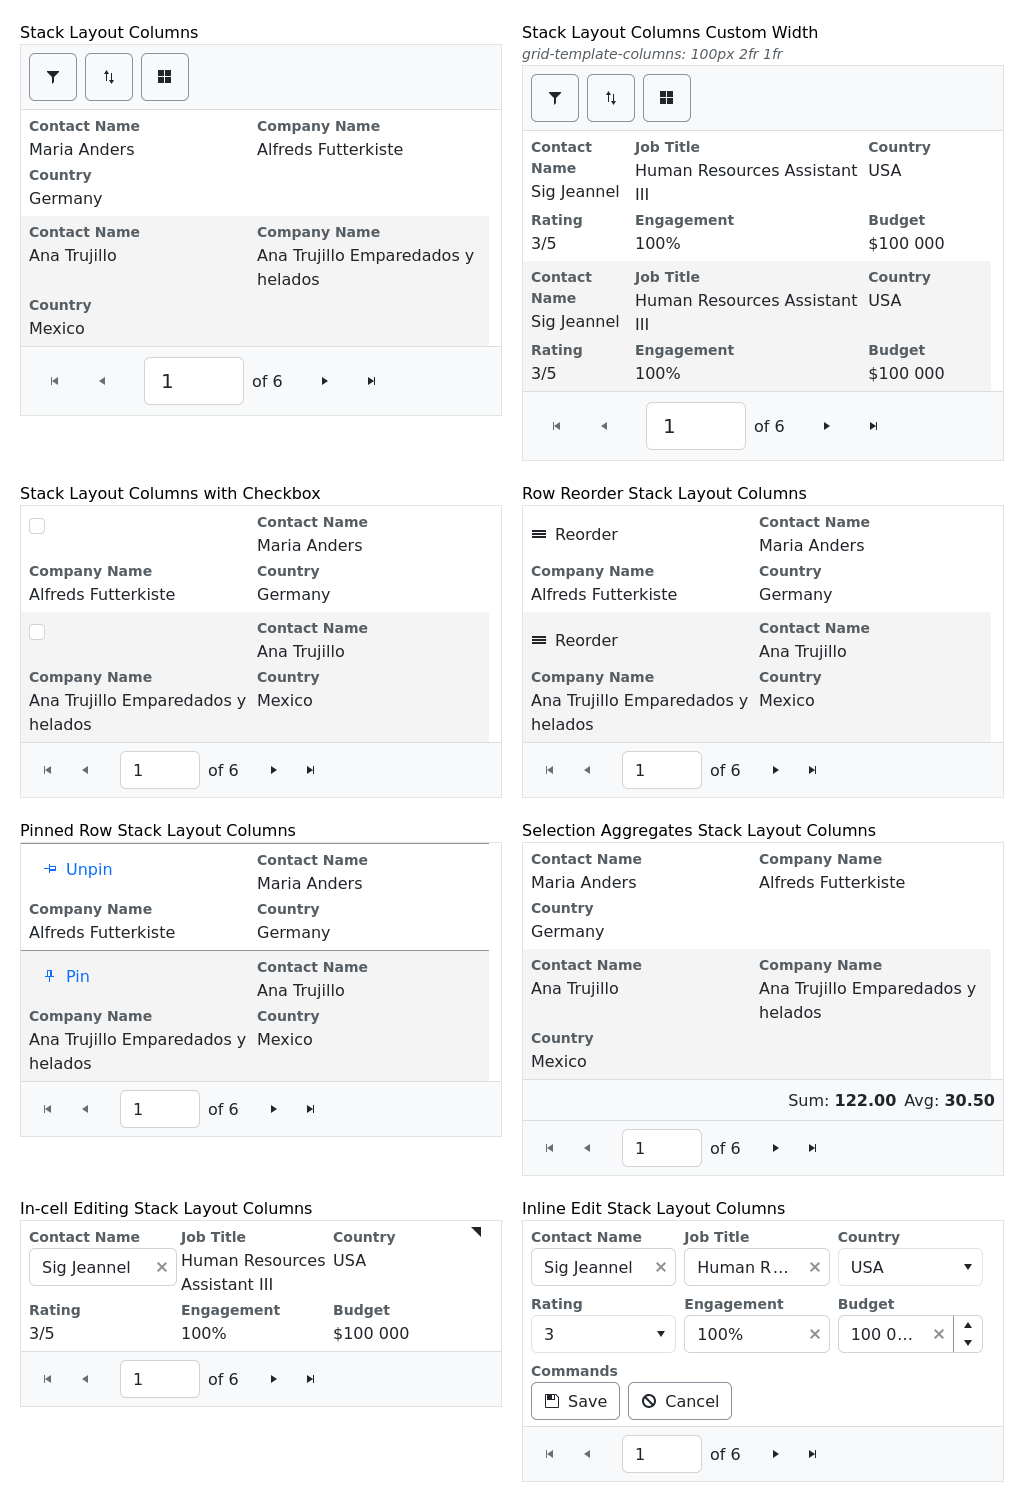 Stack Layout Columns
Contact Name Company Name
Maria Anders Alfreds Futterkiste
Country
Germany
Contact Name Company Name
Ana Trujillo Ana Trujillo Emparedados y
helados
Country
Mexico
1 of 6
Stack Layout Columns Custom Width
grid-template-columns: 100px 2fr 1fr
Contact Job Title Country
Name Human Resources Assistant USA
Sig Jeannel III
Rating Engagement Budget
3/5 100% $100 000
Contact Job Title Country
Name Human Resources Assistant USA
Sig Jeannel III
Rating Engagement Budget
3/5 100% $100 000
1 of 6
Stack Layout Columns with Checkbox
Contact Name
Maria Anders
Company Name Country
Alfreds Futterkiste Germany
Contact Name
Ana Trujillo
Company Name Country
Ana Trujillo Emparedados y Mexico
helados
1 of 6
Row Reorder Stack Layout Columns
Contact Name
Reorder Maria Anders
Company Name Country
Alfreds Futterkiste Germany
Contact Name
Reorder Ana Trujillo
Company Name Country
Ana Trujillo Emparedados y Mexico
helados
1 of 6
Pinned Row Stack Layout Columns
Contact Name
Unpin Maria Anders
Company Name Country
Alfreds Futterkiste Germany
Contact Name
Pin Ana Trujillo
Company Name Country
Ana Trujillo Emparedados y Mexico
helados
1 of 6
Selection Aggregates Stack Layout Columns
Contact Name Company Name
Maria Anders Alfreds Futterkiste
Country
Germany
Contact Name Company Name
Ana Trujillo Ana Trujillo Emparedados y
helados
Country
Mexico
Sum: 122.00 Avg: 30.50
1 of 6
In-cell Editing Stack Layout Columns
Contact Name Job Title Country
Sig Jeannel Human Resources USA
Assistant III
Rating Engagement Budget
3/5 100% $100 000
1 of 6
Inline Edit Stack Layout Columns
Contact Name Job Title Country
Sig Jeannel Human R... USA
Rating Engagement Budget
3 100% 100 0...
Commands
Save Cancel
1 of 6